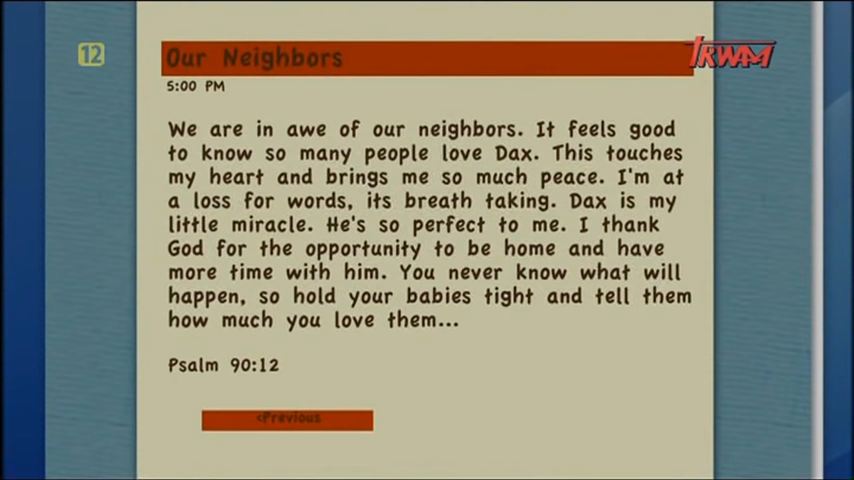 12
TRWAM
Our Neighbors
5:00 PM
We are in awe of our neighbors. It feels good
to know so many people love Dax. This touches
my heart and brings me so much peace. I'm at
a loss for words, its breath taking. Dax is my
little miracle. He's so perfect to me. I thank
God for the opportunity to be home and have
more time with him. You never know what will
happen, so hold your babies tight and tell them
how much you love them...
Psalm 90:12
<Previous